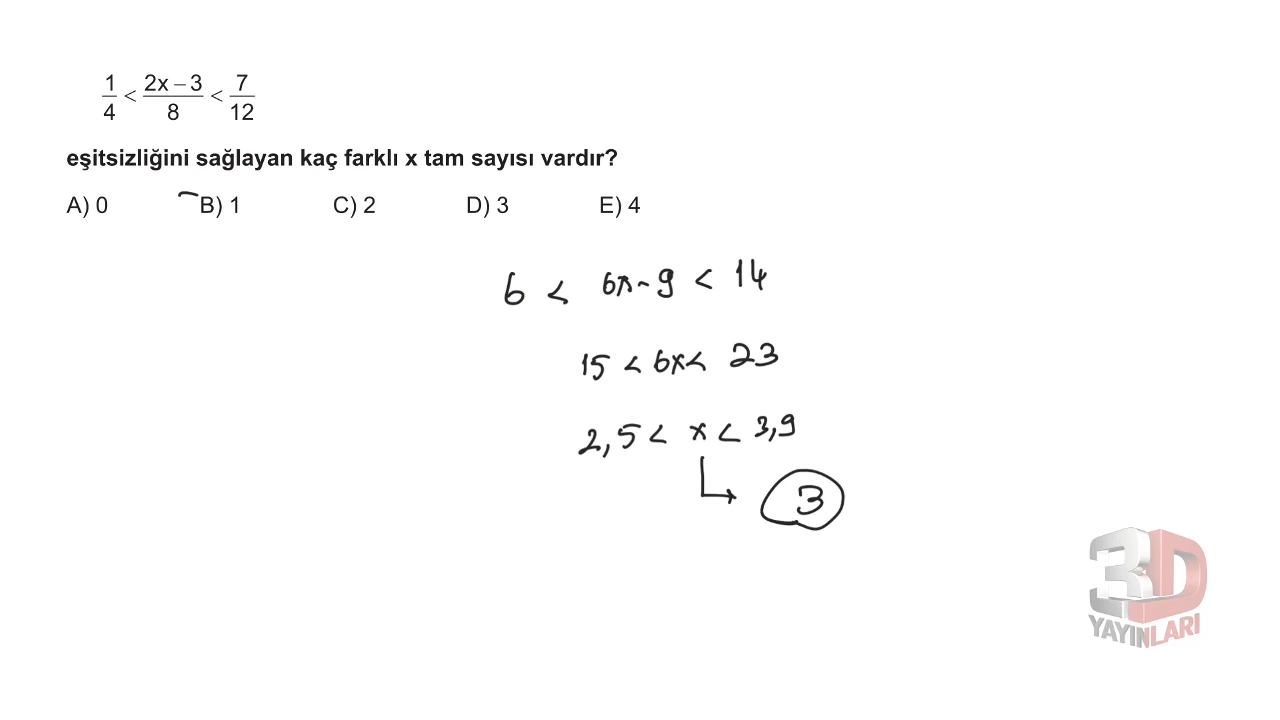 1/4 < (2x – 3)/8 < 7/12
eşitsizliğini sağlayan kaç farklı x tam sayısı vardır?
A) 0 B) 1 C) 2 D) 3 E) 4
6 < 6x - 9 < 14
15 < 6x < 23
2,5 < x < 3,9
3
3D
YAYINLARI